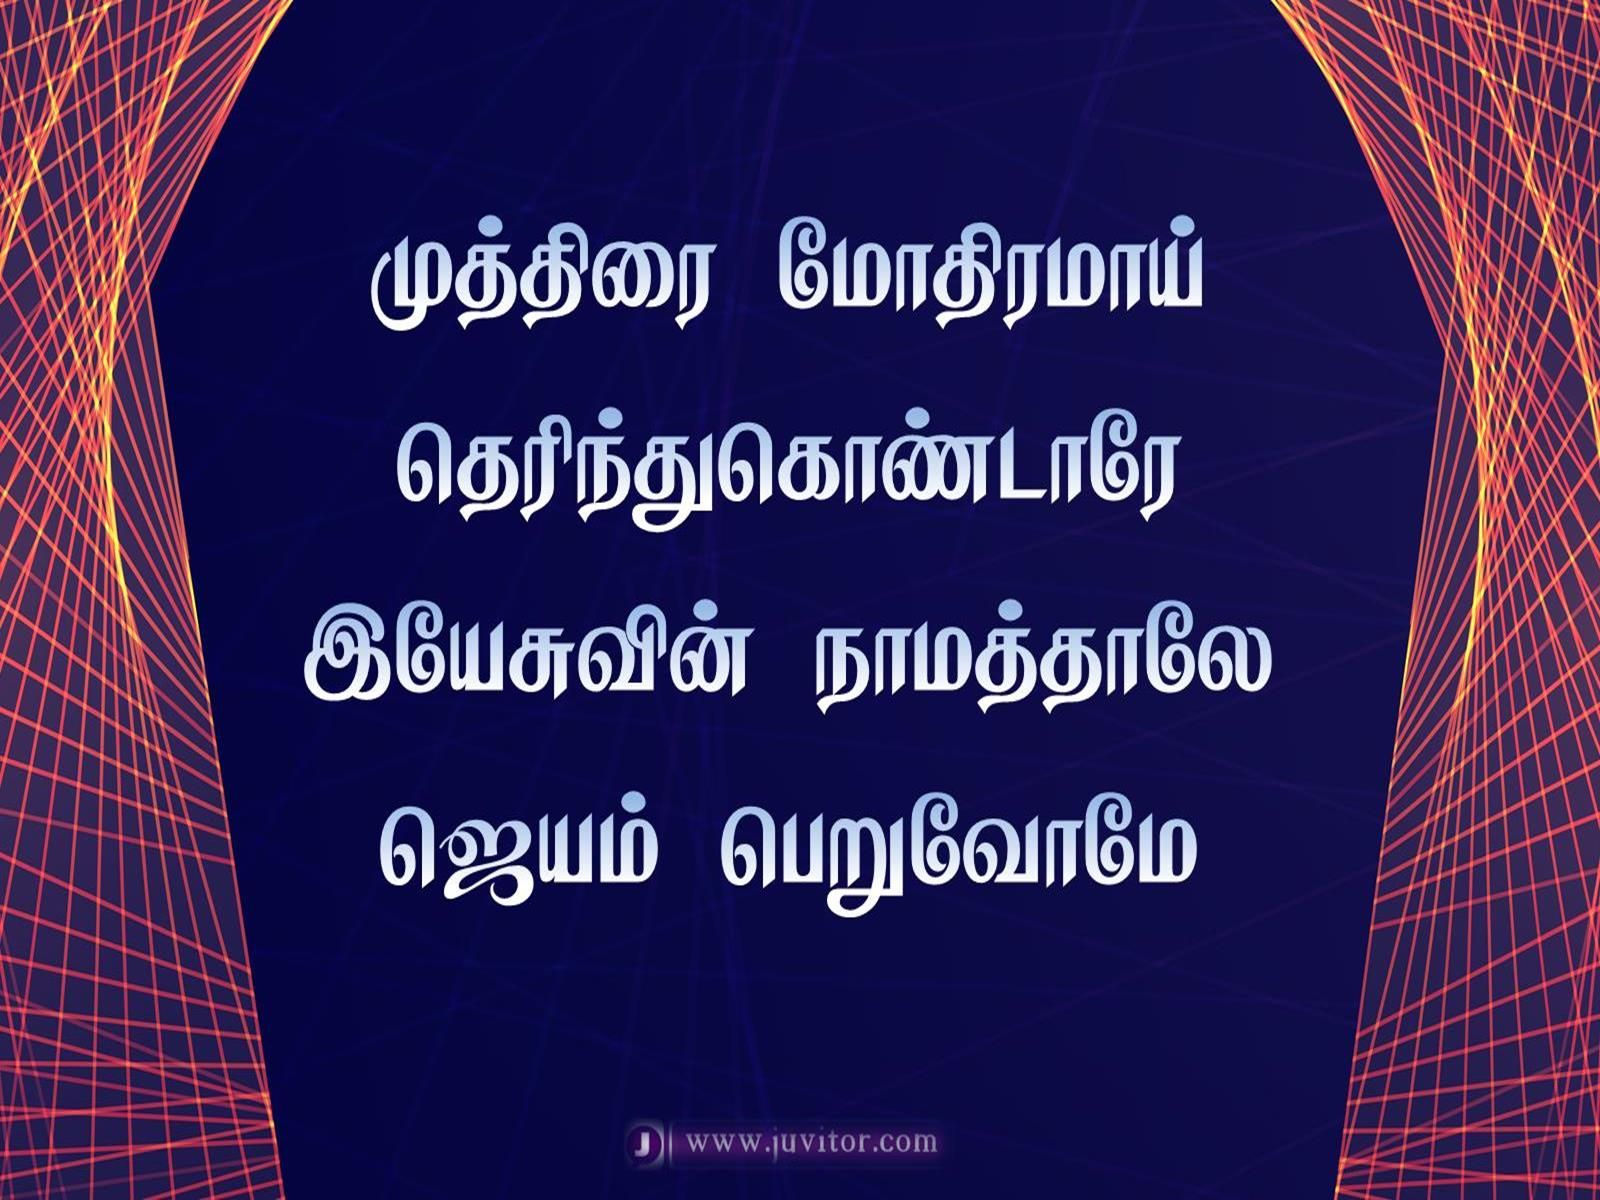 முத்திரை மோதிரமாய்
தெரிந்துகொண்டாரே
இயேசுவின் நாமத்தாலே
ஜெயம் பெறுவோமே
J | www.juvitor.com